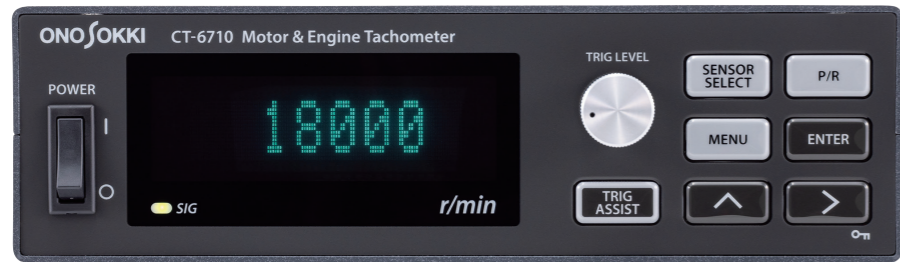 ONO SOKKI CT-6710 Motor & Engine Tachometer
POWER
I
O
18000
SIG
r/min
TRIG LEVEL
SENSOR
SELECT
P/R
MENU
ENTER
TRIG
ASSIST